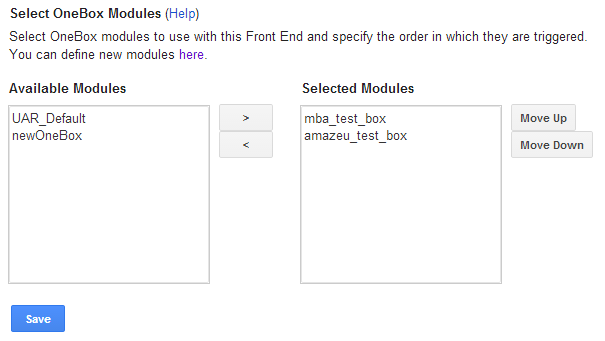 Select OneBox Modules (Help)
Select OneBox modules to use with this Front End and specify the order in which they are triggered.
You can define new modules here.
Available Modules
Selected Modules
UAR_Default
newOneBox
>
<
mba_test_box
amazeu_test_box
Move Up
Move Down
Save